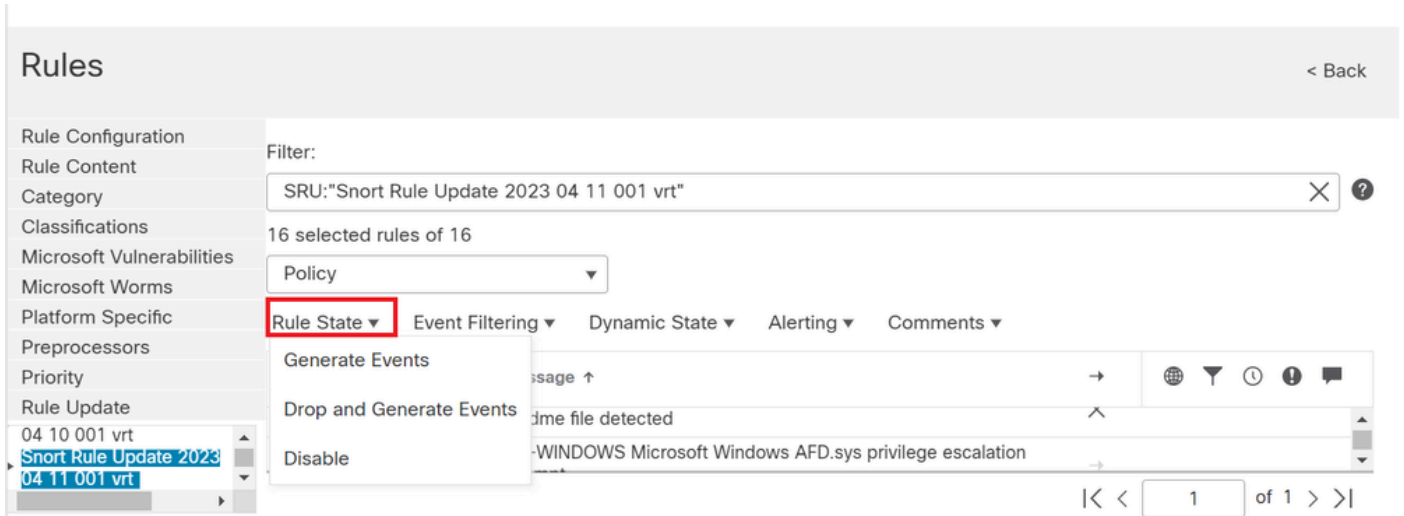 Rules
< Back
Rule Configuration
Rule Content
Category
Classifications
Microsoft Vulnerabilities
Microsoft Worms
Platform Specific
Preprocessors
Priority
Rule Update
04 10 001 vrt
Snort Rule Update 2023
04 11 001 vrt
Filter:
SRU:"Snort Rule Update 2023 04 11 001 vrt"
16 selected rules of 16
Policy
Rule State Event Filtering Dynamic State Alerting Comments
Generate Events
Drop and Generate Events
Disable
ssage ↑
dme file detected
-WINDOWS Microsoft Windows AFD.sys privilege escalation
1 of 1